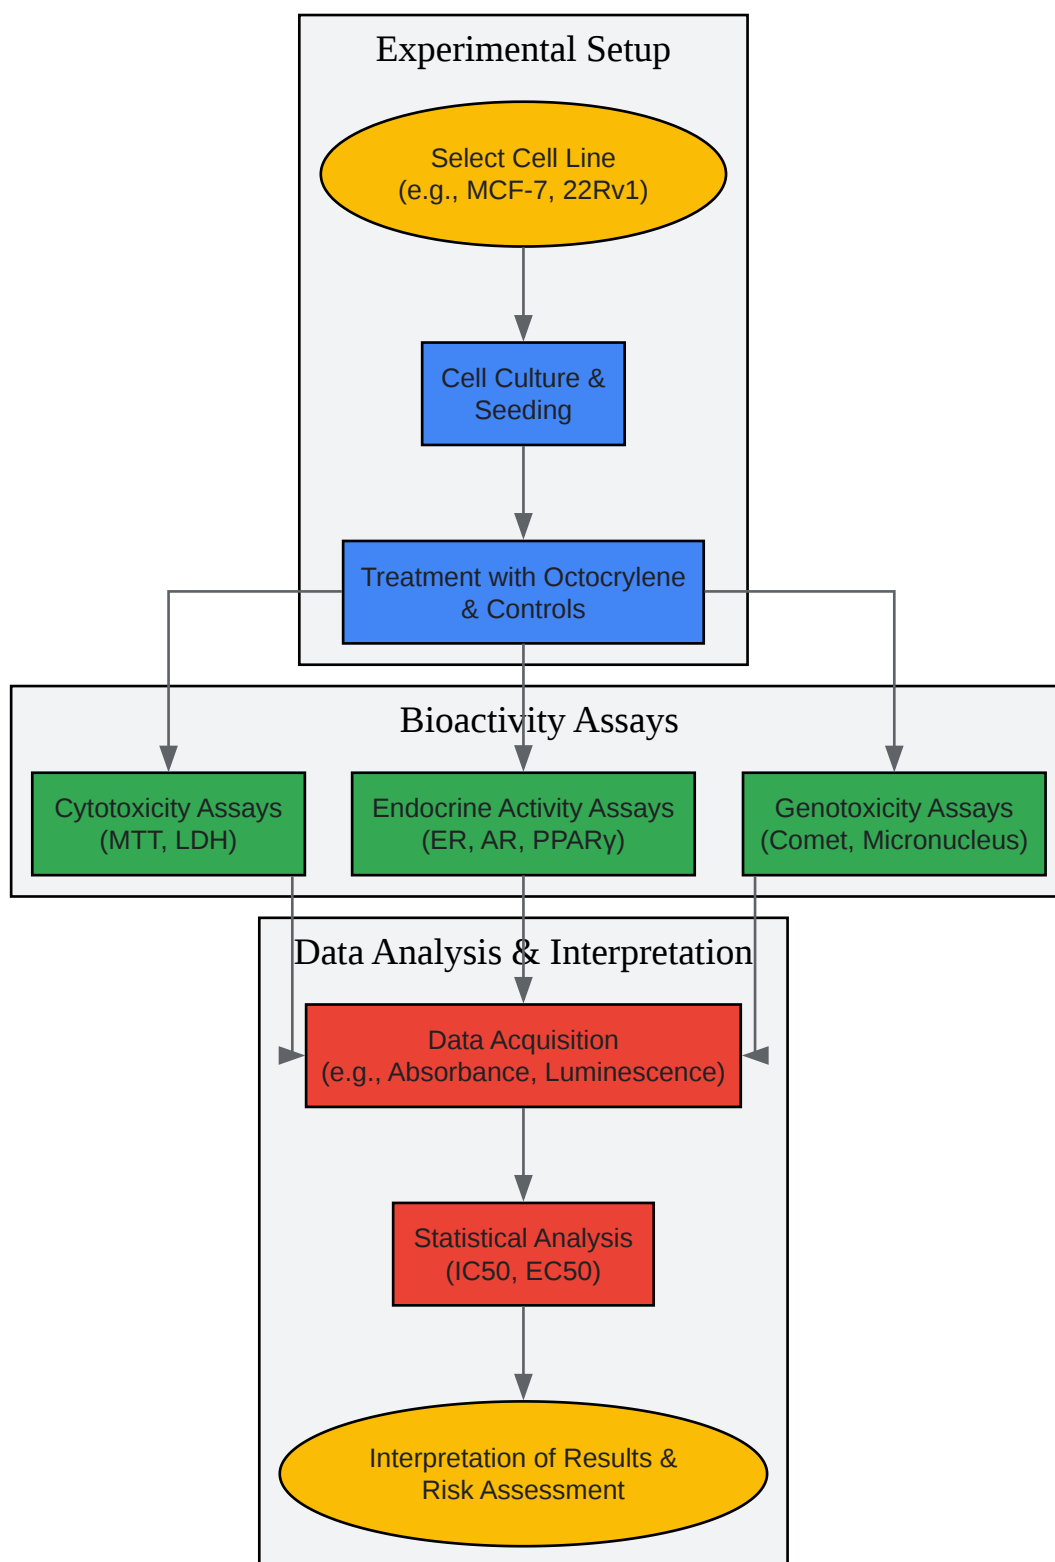 Experimental Setup
Select Cell Line
(e.g., MCF-7, 22Rv1)
Cell Culture &
Seeding
Treatment with Octocrylene
& Controls
Bioactivity Assays
Cytotoxicity Assays
(MTT, LDH)
Endocrine Activity Assays
(ER, AR, PPARγ)
Genotoxicity Assays
(Comet, Micronucleus)
Data Analysis & Interpretation
Data Acquisition
(e.g., Absorbance, Luminescence)
Statistical Analysis
(IC50, EC50)
Interpretation of Results &
Risk Assessment